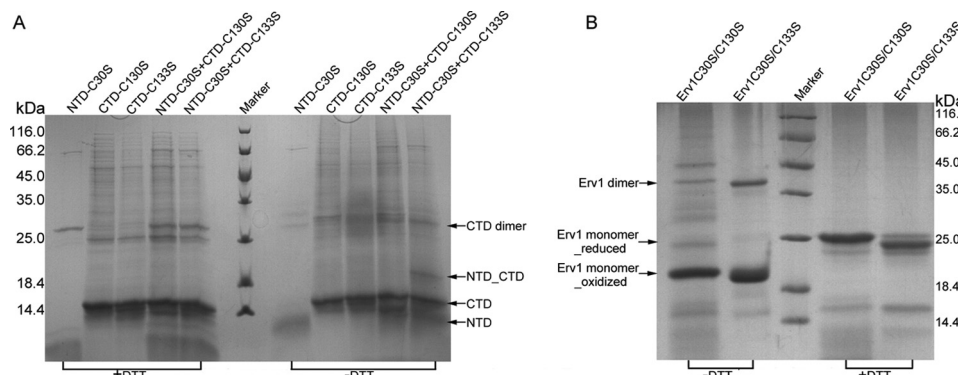 A
NTD-C30S
CTD-C130S
CTD-C133S
NTD-C30S+CTD-C130S
NTD-C30S+CTD-C133S
Marker
NTD-C30S
CTD-C130S
CTD-C133S
NTD-C30S+CTD-C130S
NTD-C30S+CTD-C133S
kDa
116.0
66.2
45.0
35.0
25.0
18.4
14.4
CTD dimer
NTD_CTD
CTD
NTD
+DTT
-DTT
B
Erv1C30S/C130S
Erv1C30S/C133S
Marker
Erv1C30S/C130S
Erv1C30S/C133S
kDa
116.
66.2
45.0
35.0
25.0
18.4
14.4
Erv1 dimer
Erv1 monomer
_reduced
Erv1 monomer
_oxidized
-DTT
+DTT